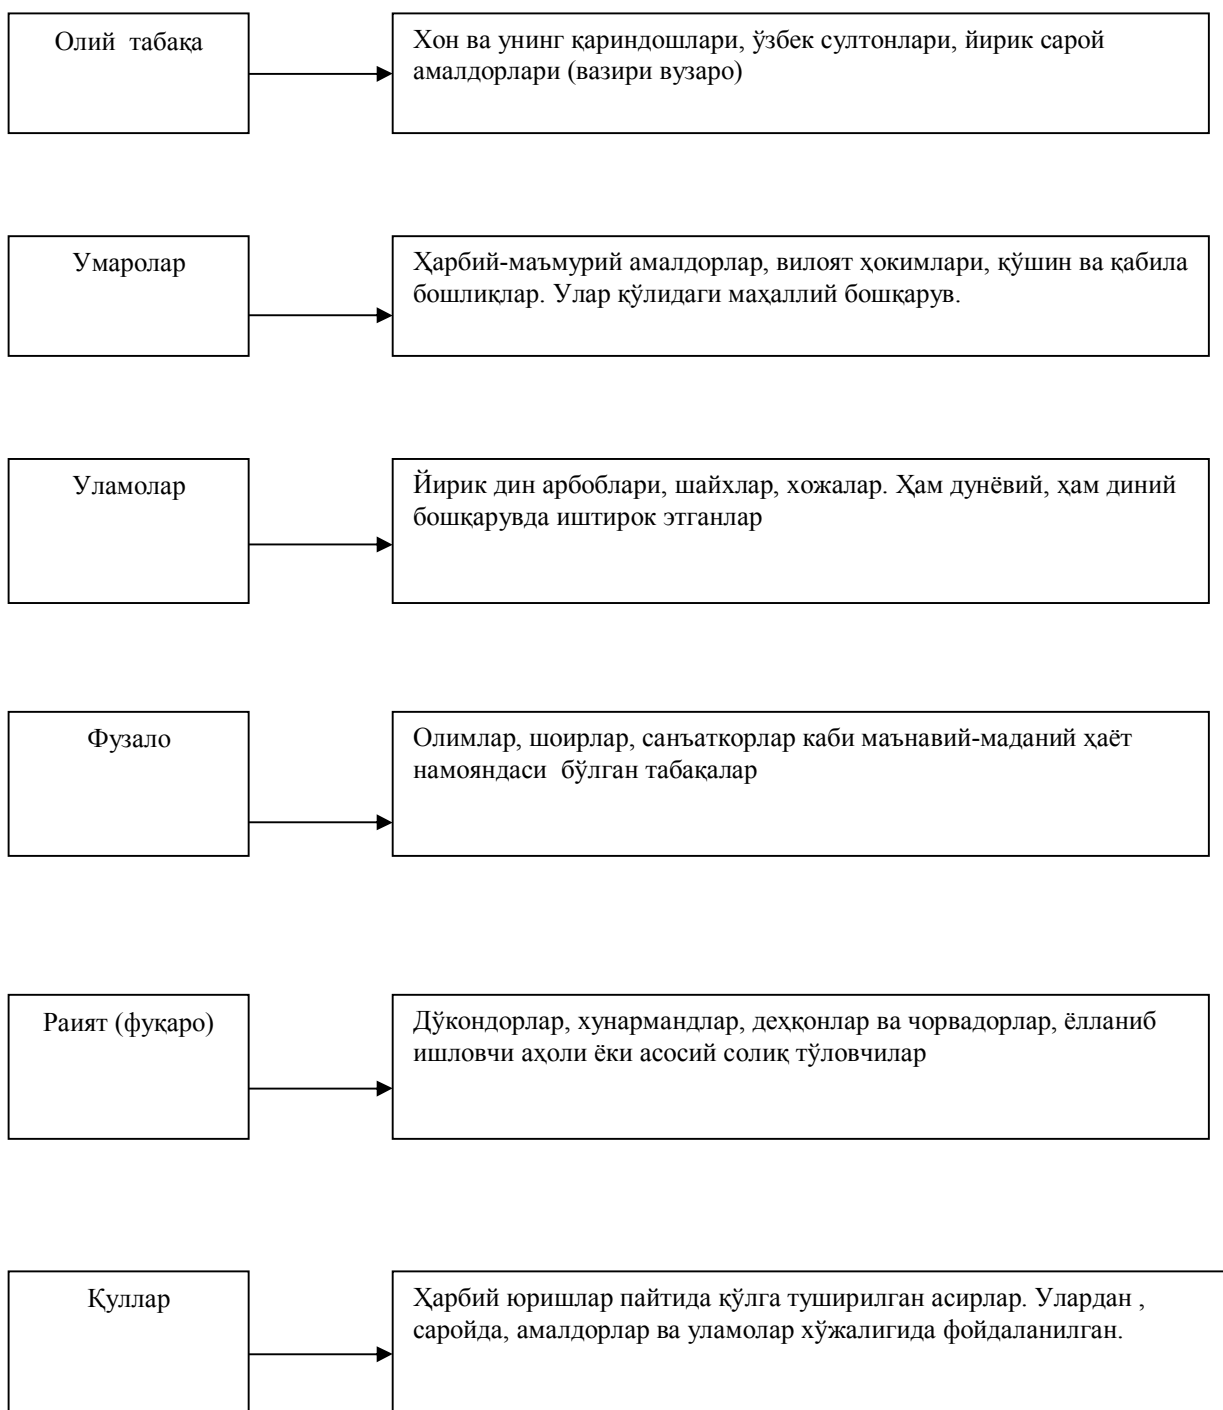 Олий табақа
Хон ва унинг қариндошлари, ўзбек султонлари, йирик сарой
амалдорлари (вазири вузаро)
Умаролар
Ҳарбий-маъмурий амалдорлар, вилоят ҳокимлари, қўшин ва қабила
бошлиқлар. Улар қўлидаги маҳаллий бошқарув.
Уламолар
Йирик дин арбоблари, шайхлар, хожалар. Ҳам дунёвий, ҳам диний
бошқарувда иштирок этганлар
Фузало
Олимлар, шоирлар, санъаткорлар каби маънавий-маданий ҳаёт
намояндаси бўлган табақалар
Раият (фуқаро)
Дўкондорлар, хунармандлар, деҳқонлар ва чорвадорлар, ёлланиб
ишловчи аҳоли ёки асосий солиқ тўловчилар
Қуллар
Ҳарбий юришлар пайтида қўлга туширилган асирлар. Улардан ,
саройда, амалдорлар ва уламолар хўжалигида фойдаланилган.